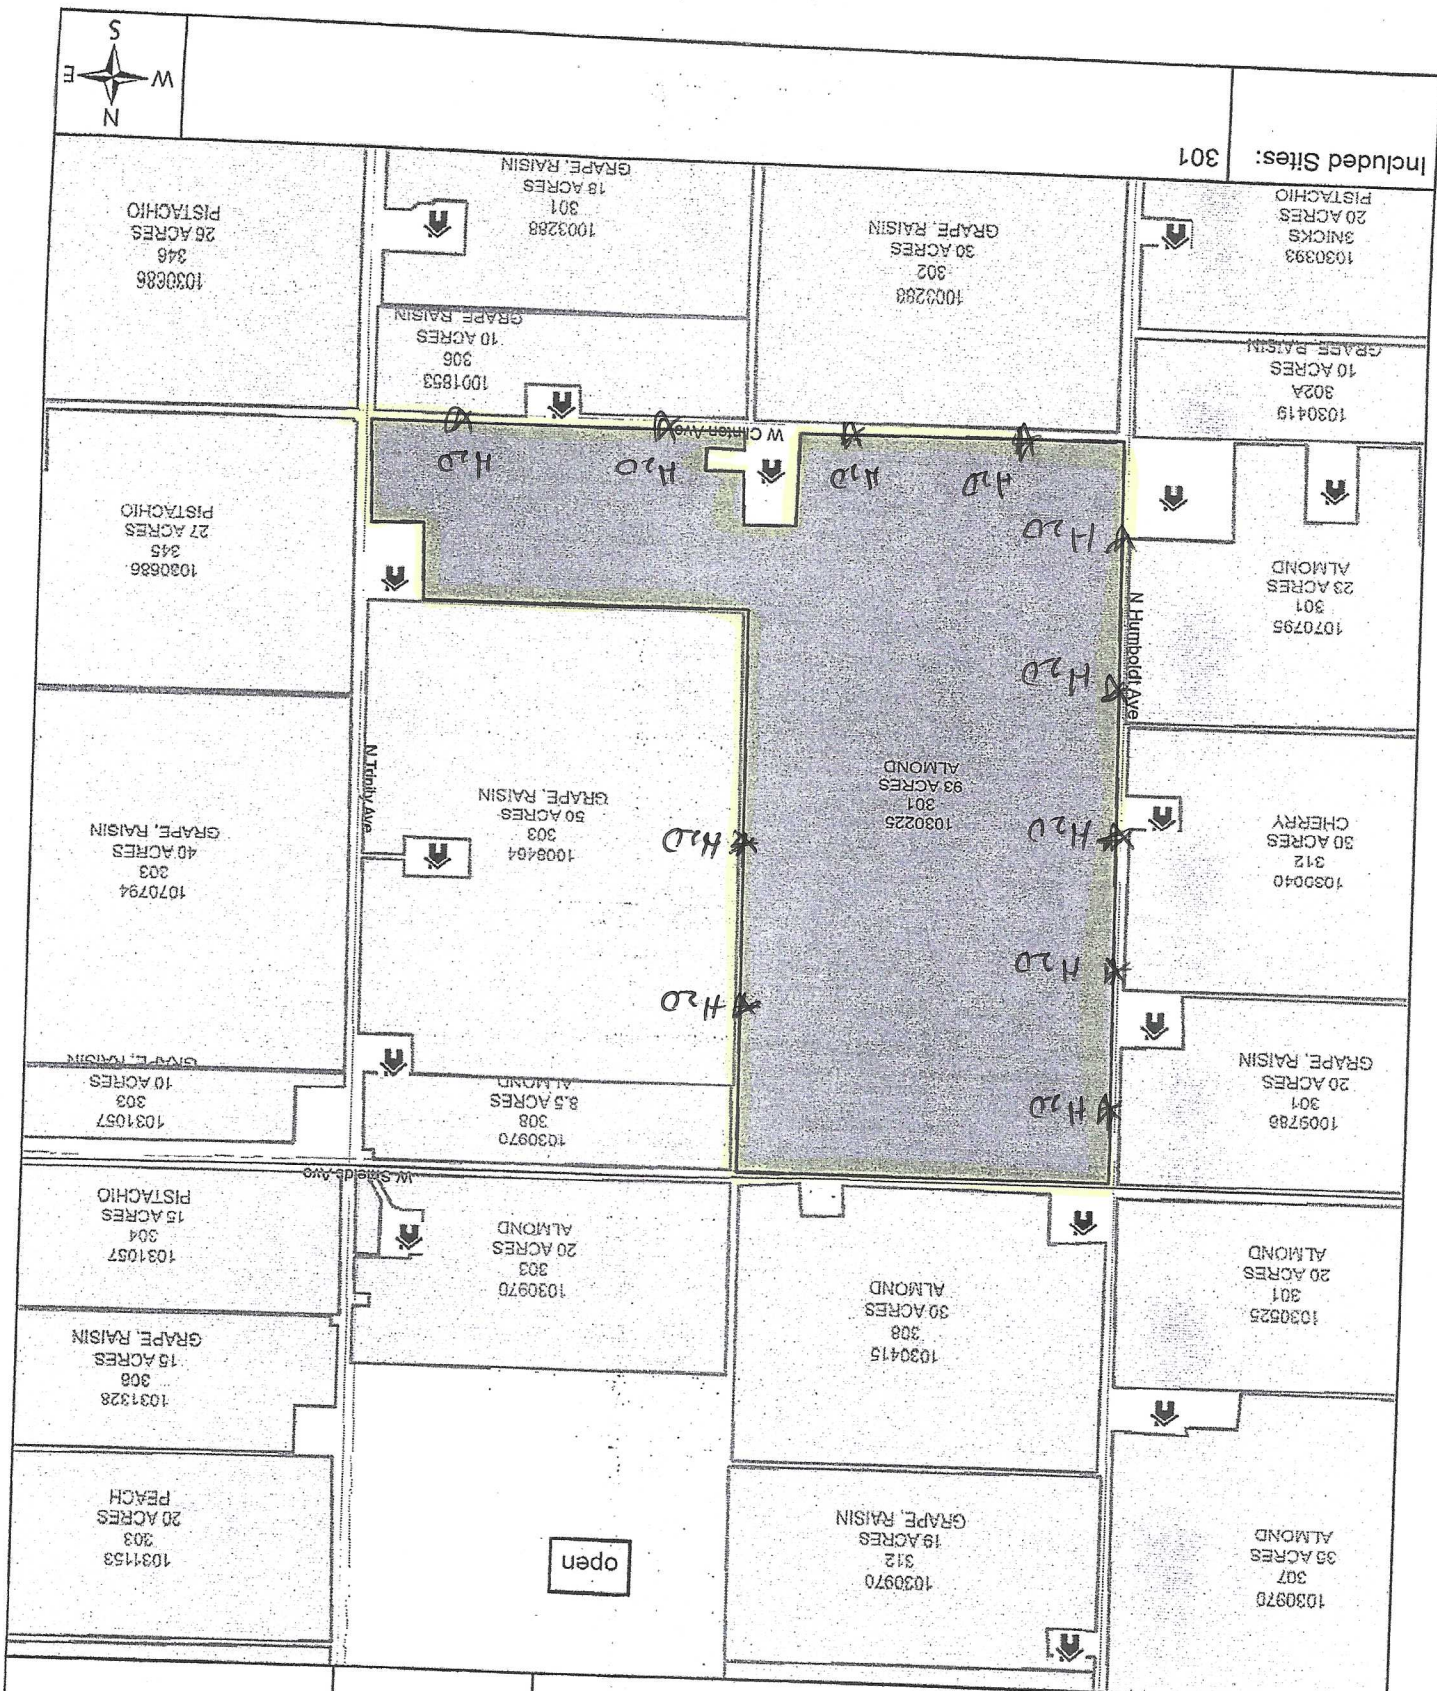 1030970
307
35 ACRES
ALMOND
1030970
312
19 ACRES
GRAPE, RAISIN
open
1031153
303
20 ACRES
PEACH
1030525
301
20 ACRES
ALMOND
1030415
308
30 ACRES
ALMOND
1030970
303
20 ACRES
ALMOND
1031328
306
15 ACRES
GRAPE, RAISIN
1031057
304
15 ACRES
PISTACHIO
W Shields Ave
1009786
301
20 ACRES
GRAPE, RAISIN
H2O
1030970
308
8.5 ACRES
ALMOND
1031057
303
10 ACRES
GRAPE, RAISIN
H2O
H2O
1030040
312
30 ACRES
CHERRY
H2O
1030225
301
93 ACRES
ALMOND
H2O
1008464
303
50 ACRES
GRAPE, RAISIN
N Trinity Ave
1070794
303
40 ACRES
GRAPE, RAISIN
N Humboldt Ave
H2O
H2O
1070795
301
23 ACRES
ALMOND
H2O
H2O
H2O
H2O
1030686
345
27 ACRES
PISTACHIO
W Clinton Ave
1030419
302A
10 ACRES
GRAPE, RAISIN
1003288
302
30 ACRES
GRAPE, RAISIN
1001853
306
10 ACRES
GRAPE, RAISIN
1030686
346
26 ACRES
PISTACHIO
1030393
3NICKS
20 ACRES
PISTACHIO
1003288
301
18 ACRES
GRAPE, RAISIN
Included Sites:
301
N
W
E
S